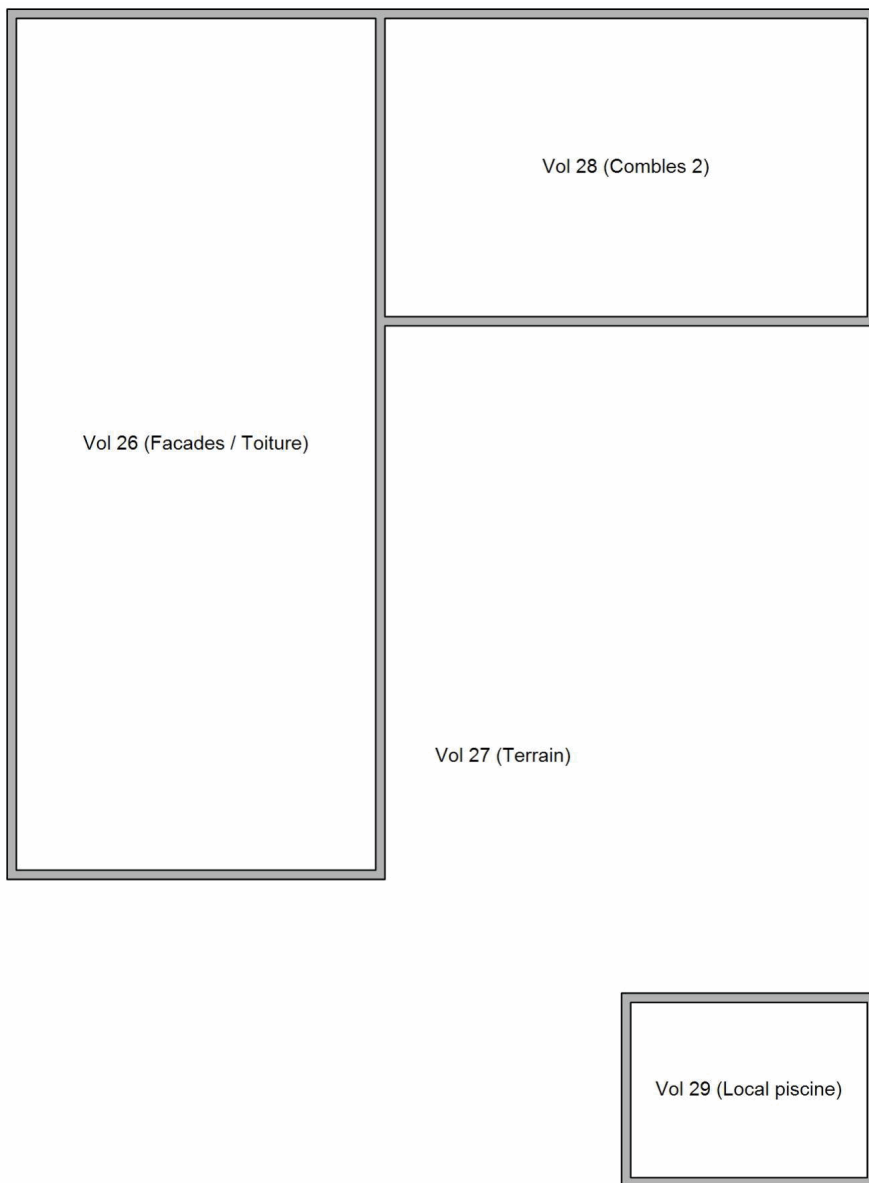 Vol 28 (Combles 2)
Vol 26 (Facades / Toiture)
Vol 27 (Terrain)
Vol 29 (Local piscine)